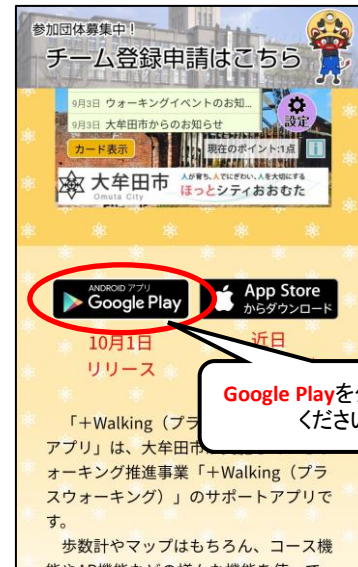 参加団体募集中！
チーム登録申請はこちら
9月3日 ウォーキングイベントのお知...
9月3日 大牟田市からのお知らせ
設定
カード表示
現在のポイント:1点
大牟田市
Omuta City
人が育ち、人でにぎわい、人を大切にする
ほっとシティおおむた
ANDROID アプリ
Google Play
App Store
からダウンロード
10月1日
リリース
近日
Google Playを
くださ
「+Walking（プラ
アプリ」は、大牟田市
ォーキング推進事業「+Walking（プラ
スウォーキング）」のサポートアプリで
す。
歩数計やマップはもちろん、コース機